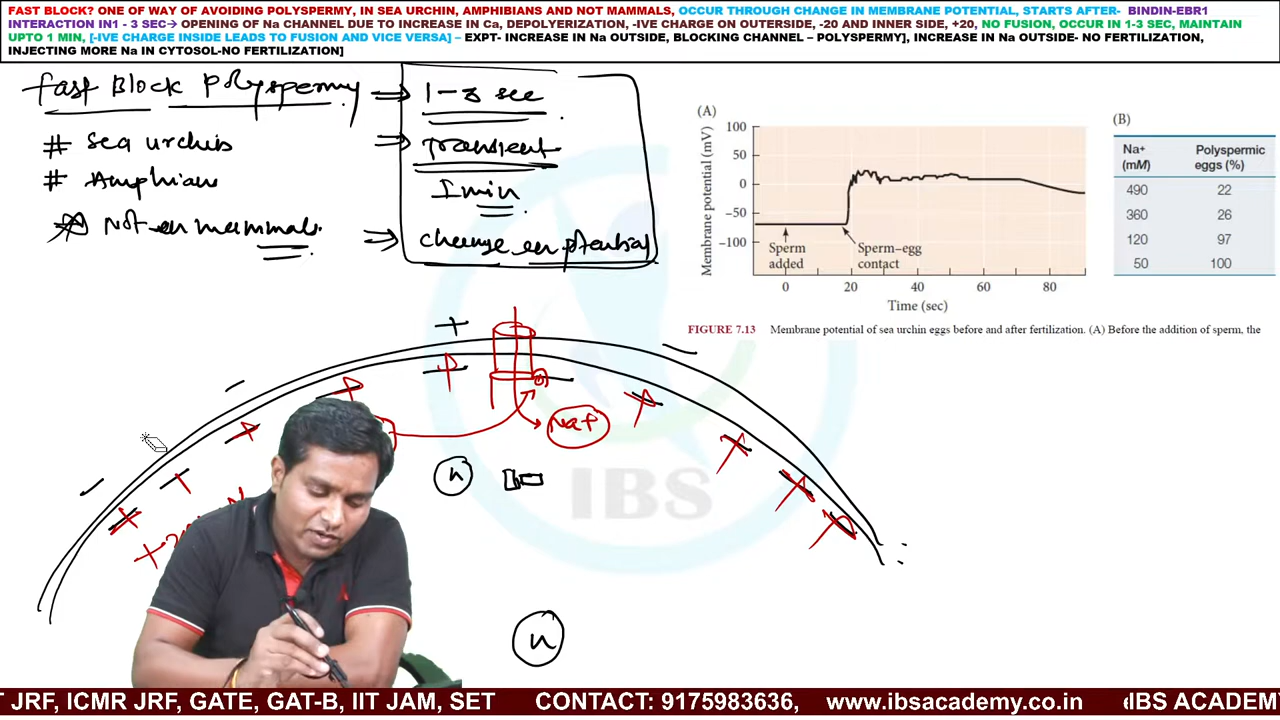 FAST BLOCK? ONE OF WAY OF AVOIDING POLYSPERMY, IN SEA URCHIN, AMPHIBIANS AND NOT MAMMALS, OCCUR THROUGH CHANGE IN MEMBRANE POTENTIAL, STARTS AFTER- BINDIN-EBR1
INTERACTION IN1 - 3 SEC→ OPENING OF Na CHANNEL DUE TO INCREASE IN Ca, DEPOLYERIZATION, -IVE CHARGE ON OUTERSIDE, -20 AND INNER SIDE, +20, NO FUSION, OCCUR IN 1-3 SEC, MAINTAIN
UPTO 1 MIN, [-IVE CHARGE INSIDE LEADS TO FUSION AND VICE VERSA] – EXPT- INCREASE IN Na OUTSIDE, BLOCKING CHANNEL – POLYSPERMY], INCREASE IN Na OUTSIDE- NO FERTILIZATION,
INJECTING MORE Na IN CYTOSOL-NO FERTILIZATION]
fast Block Polyspermy ⇒ 1-3 sec
# sea urchin ⇒ transient
# Amphian 1 min
Not in mammals. ⇒ change in potential
(A)
Membrane potential (mV)
100
50
0
−50
−100
Sperm added
Sperm–egg contact
0 20 40 60 80
Time (sec)
(B)
Na⁺ (mM) Polyspermic eggs (%)
490 22
360 26
120 97
50 100
FIGURE 7.13 Membrane potential of sea urchin eggs before and after fertilization. (A) Before the addition of sperm, the
Na+
n
n
IBS
T JRF, ICMR JRF, GATE, GAT-B, IIT JAM, SET CONTACT: 9175983636, www.ibsacademy.co.in IBS ACADEM